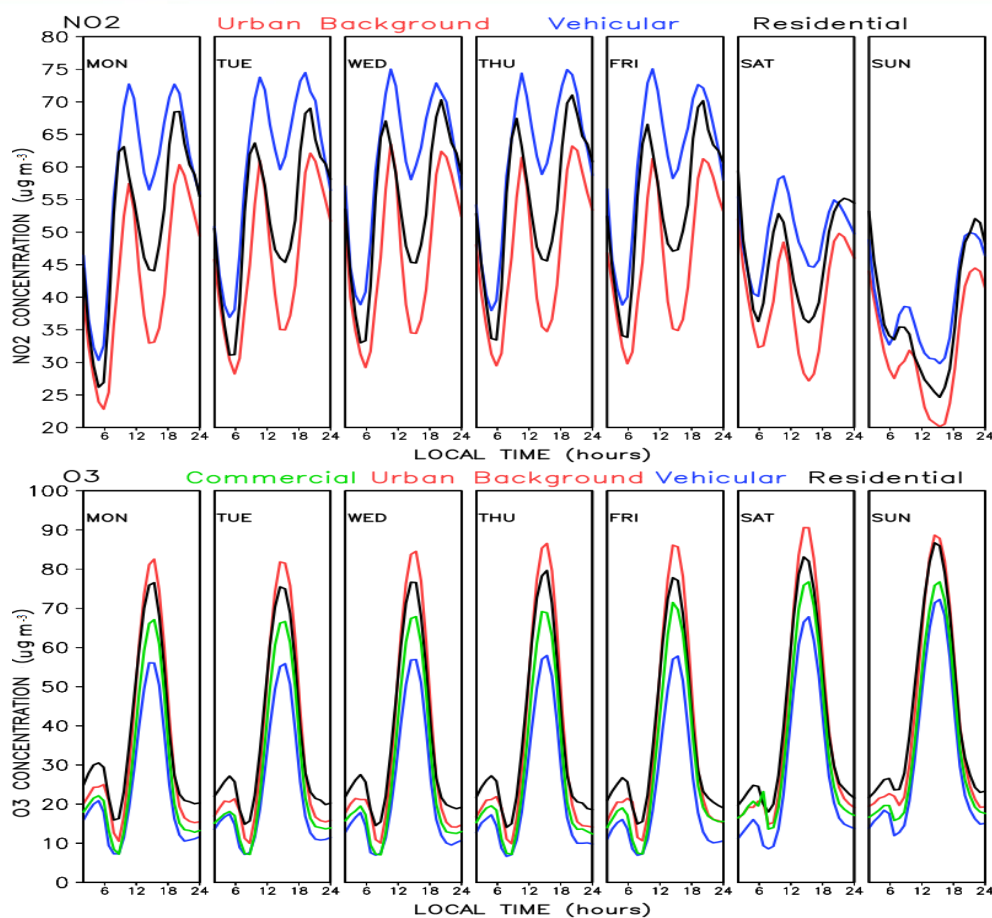 NO2 Urban Background Vehicular Residential
80
75
70
65
60
55
50
45
40
35
30
25
20
NO2 CONCENTRATION (ug m-3)
MON TUE WED THU FRI SAT SUN
6 12 18 24 6 12 18 24 6 12 18 24 6 12 18 24 6 12 18 24 6 12 18 24 6 12 18 24
LOCAL TIME (hours)
O3 Commercial Urban Background Vehicular Residential
100
90
80
70
60
50
40
30
20
10
0
O3 CONCENTRATION (ug m-3)
MON TUE WED THU FRI SAT SUN
6 12 18 24 6 12 18 24 6 12 18 24 6 12 18 24 6 12 18 24 6 12 18 24 6 12 18 24
LOCAL TIME (hours)